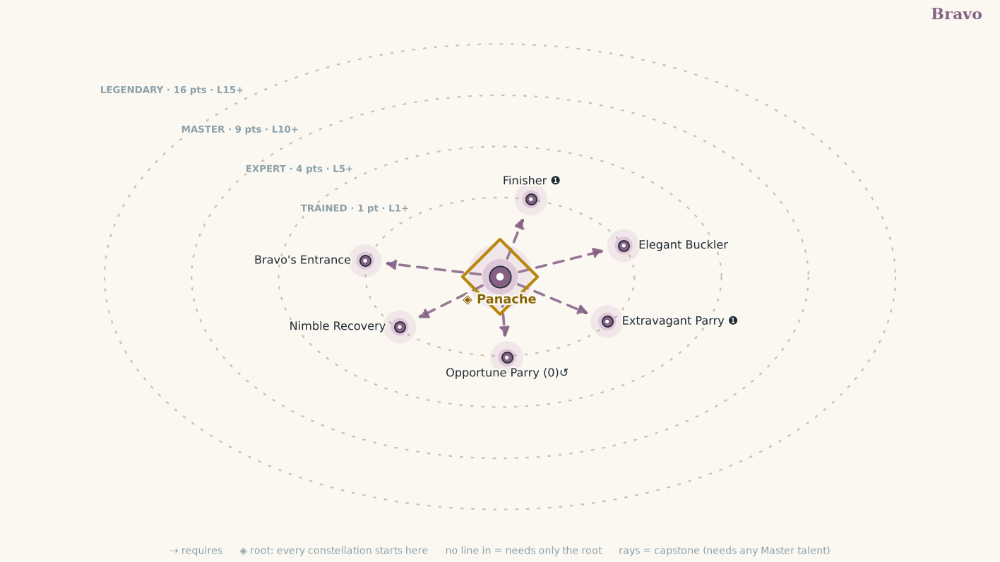 Bravo
LEGENDARY · 16 pts · L15+
MASTER · 9 pts · L10+
EXPERT · 4 pts · L5+
Finisher ❶
TRAINED · 1 pt · L1+
Elegant Buckler
Bravo's Entrance
◈ Panache
Extravagant Parry ❶
Nimble Recovery
Opportune Parry (0)↺
⇢ requires
◈ root: every constellation starts here
no line in = needs only the root
rays = capstone (needs any Master talent)